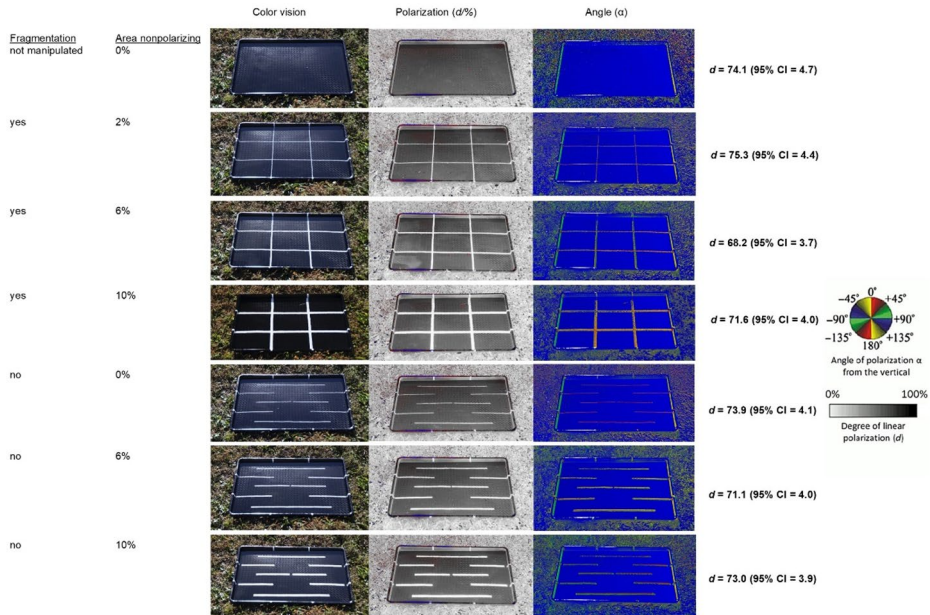 Color vision Polarization (d/%) Angle (α)
Fragmentation Area nonpolarizing
not manipulated 0%
d = 74.1 (95% CI = 4.7)
yes 2%
d = 75.3 (95% CI = 4.4)
yes 6%
d = 68.2 (95% CI = 3.7)
yes 10%
d = 71.6 (95% CI = 4.0)
no 0%
d = 73.9 (95% CI = 4.1)
no 6%
d = 71.1 (95% CI = 4.0)
no 10%
d = 73.0 (95% CI = 3.9)
0°
−45° +45°
−90° +90°
−135° +135°
180°
Angle of polarization α
from the vertical
0% 100%
Degree of linear
polarization (d)